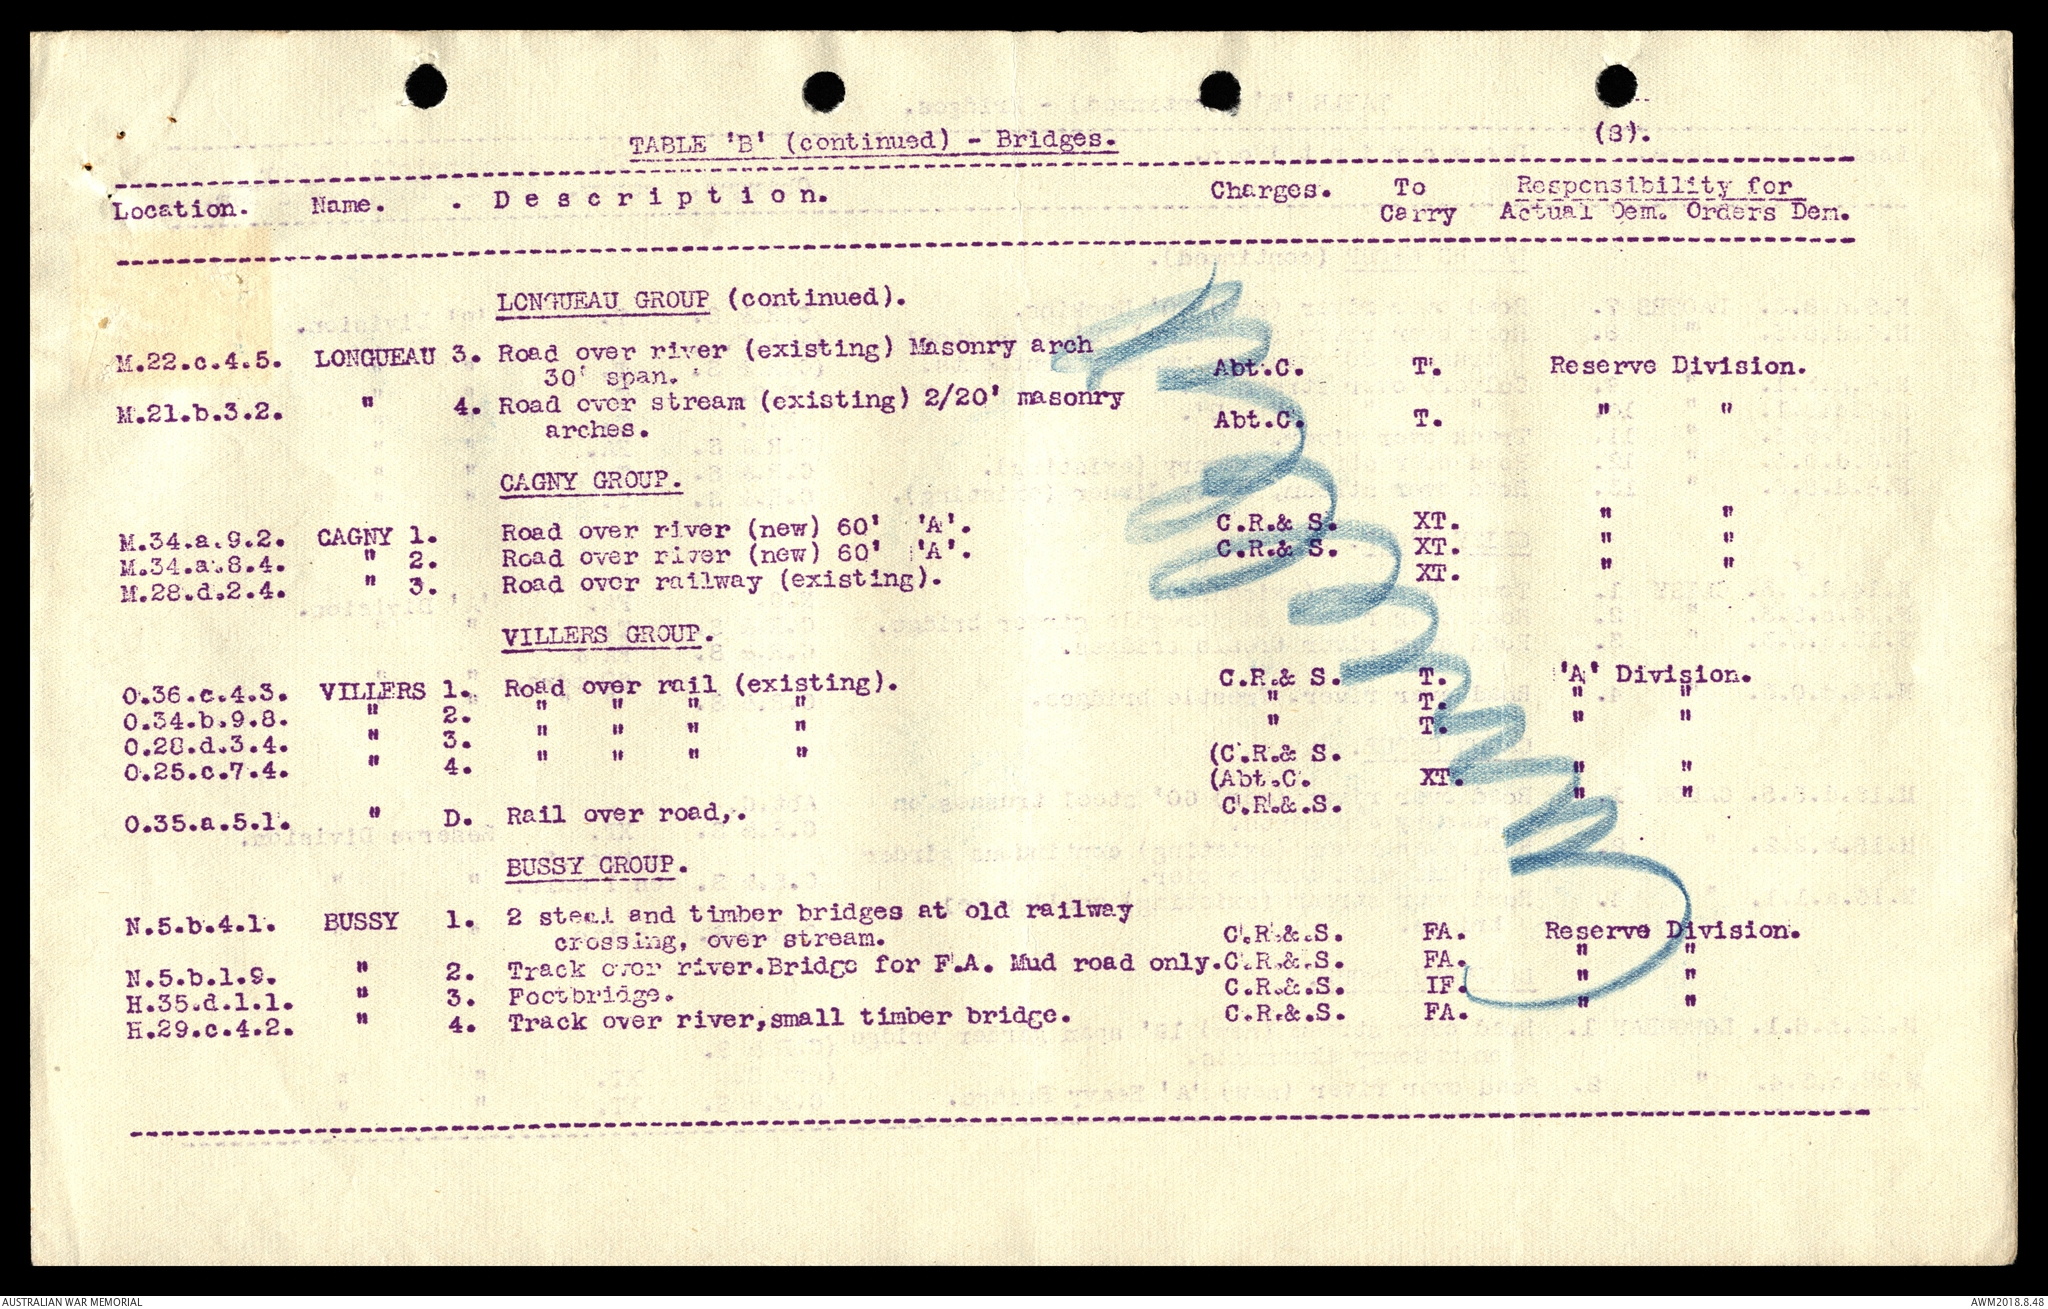 TABLE 'B' (continued) - Bridges. (3).
Location. Name. . Description. Charges. To Carry Responsibility for
Actual Dem. Orders Dem.
LONGUEAU GROUP (continued).
M.22.c.4.5. LONGUEAU 3. Road over river (existing) Masonry arch
30' span. Abt.C. T. Reserve Division.
M.21.b.3.2. " 4. Road over stream (existing) 2/20' masonry
arches. Abt.C. T. " "
CAGNY GROUP.
M.34.a.9.2. CAGNY 1. Road over river (new) 60' 'A'. C.R.& S. XT. " "
M.34.a.8.4. " 2. Road over river (new) 60' 'A'. C.R.& S. XT. " "
M.28.d.2.4. " 3. Road over railway (existing). XT. " "
VILLERS GROUP.
O.36.c.4.3. VILLERS 1. Road over rail (existing). C.R.& S. T. 'A' Division.
O.34.b.9.8. " 2. " " " " " T. " "
O.28.d.3.4. " 3. " " " " " T. " "
O.25.c.7.4. " 4. " " " " (C.R.& S.
(Abt.C. XT. " "
O.35.a.5.1. " D. Rail over road,. C.R.&.S. " "
BUSSY GROUP.
N.5.b.4.1. BUSSY 1. 2 steel and timber bridges at old railway
crossing, over stream. C.R.&.S. FA. Reserve Division.
N.5.b.1.9. " 2. Track over river.Bridge for F.A. Mud road only. C.R.&.S. FA. " "
H.35.d.1.1. " 3. Footbridge. C.R.&.S. IF. " "
H.29.c.4.2. " 4. Track over river,small timber bridge. C.R.&.S. FA. " "
AUSTRALIAN WAR MEMORIAL AWM2018.8.48